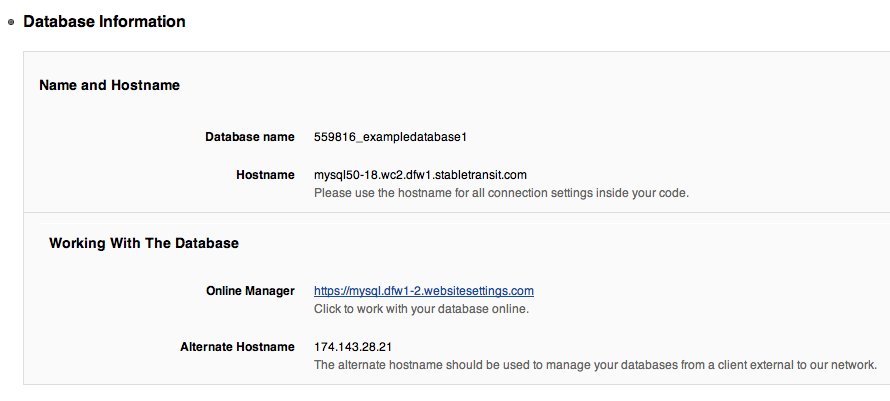 Database Information
Name and Hostname
Database name 559816_exampledatabase1
Hostname mysql50-18.wc2.dfw1.stabletransit.com
Please use the hostname for all connection settings inside your code.
Working With The Database
Online Manager https://mysql.dfw1-2.websitesettings.com
Click to work with your database online.
Alternate Hostname 174.143.28.21
The alternate hostname should be used to manage your databases from a client external to our network.